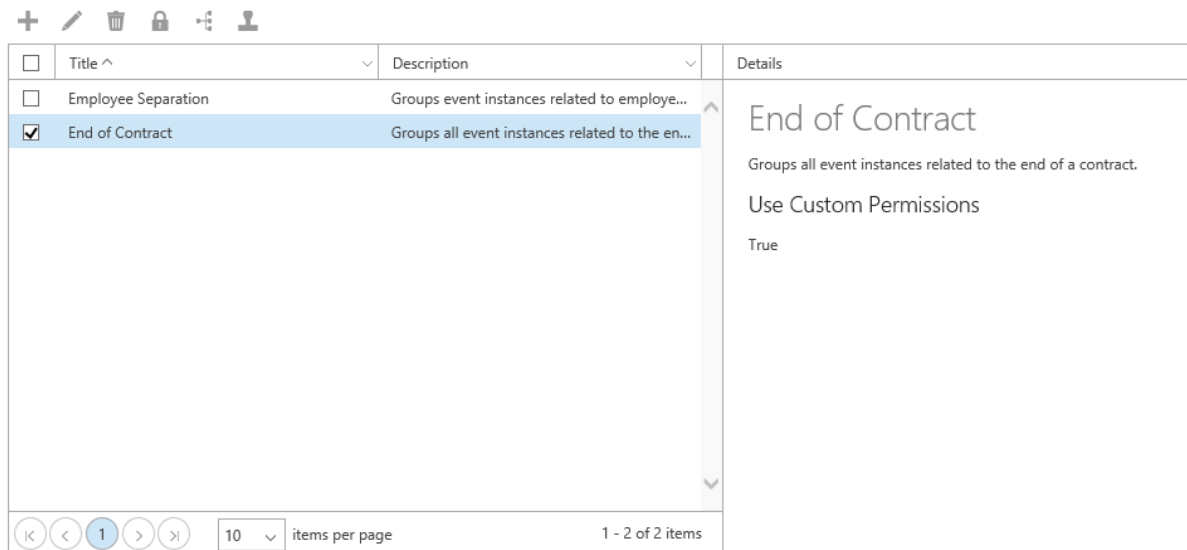 Title
Description
Details
Employee Separation
Groups event instances related to employe...
End of Contract
Groups all event instances related to the en...
End of Contract
Groups all event instances related to the end of a contract.
Use Custom Permissions
True
1
10
items per page
1 - 2 of 2 items